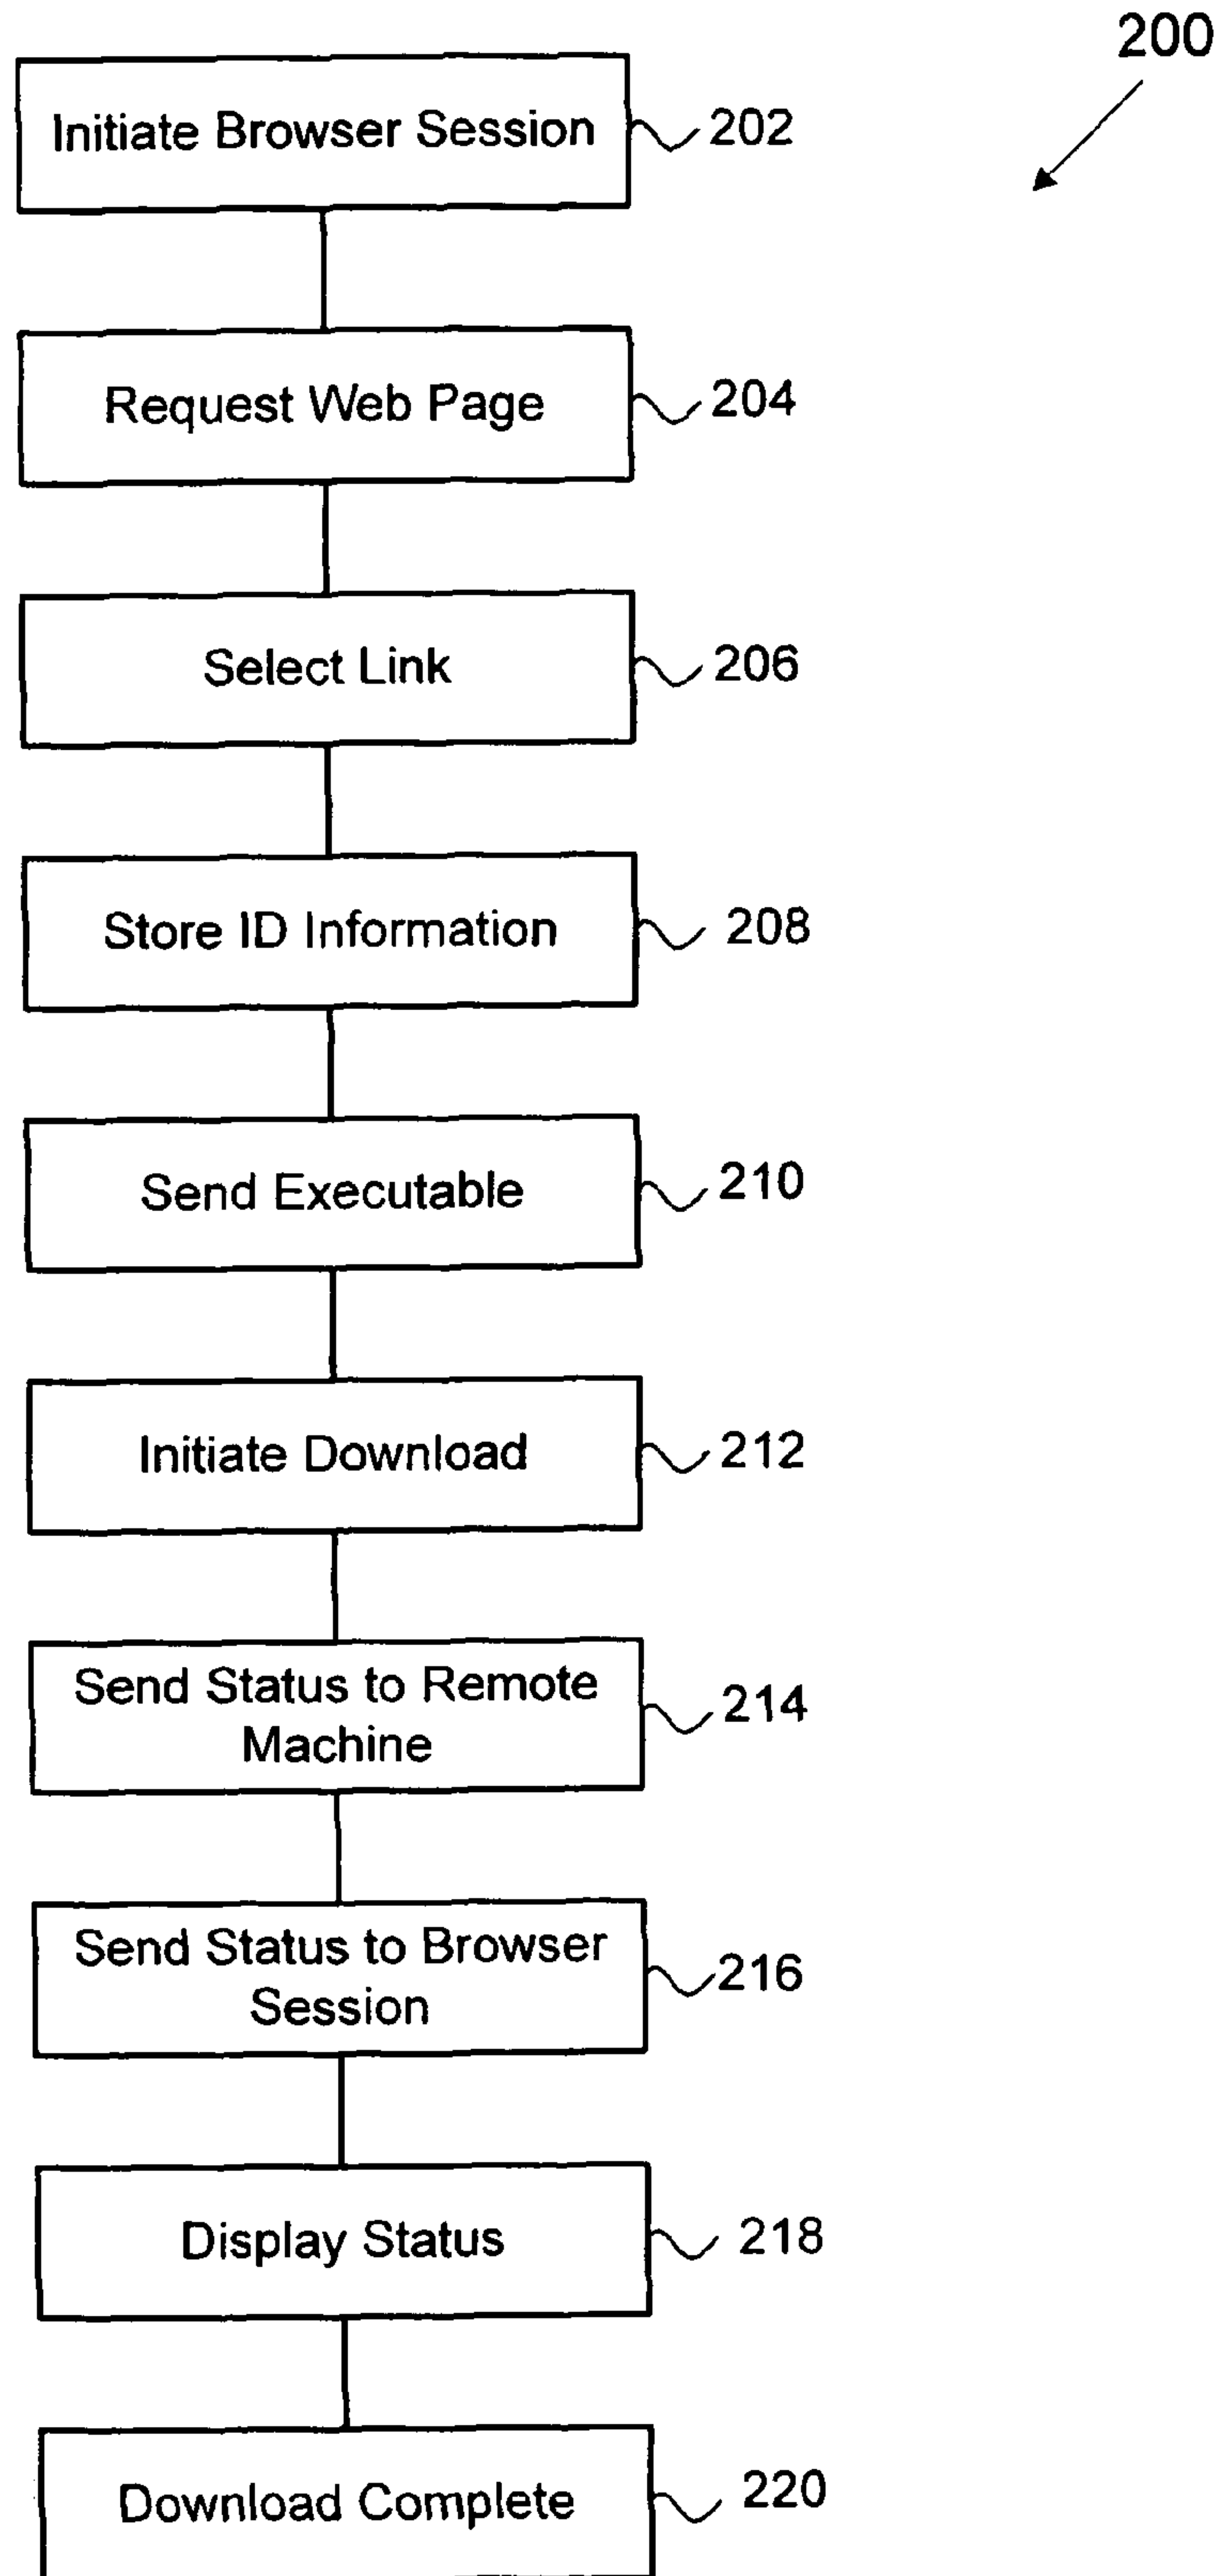 200
Initiate Browser Session
202
Request Web Page
204
Select Link
206
Store ID Information
208
Send Executable
210
Initiate Download
212
Send Status to Remote
Machine
214
Send Status to Browser
Session
216
Display Status
218
Download Complete
220